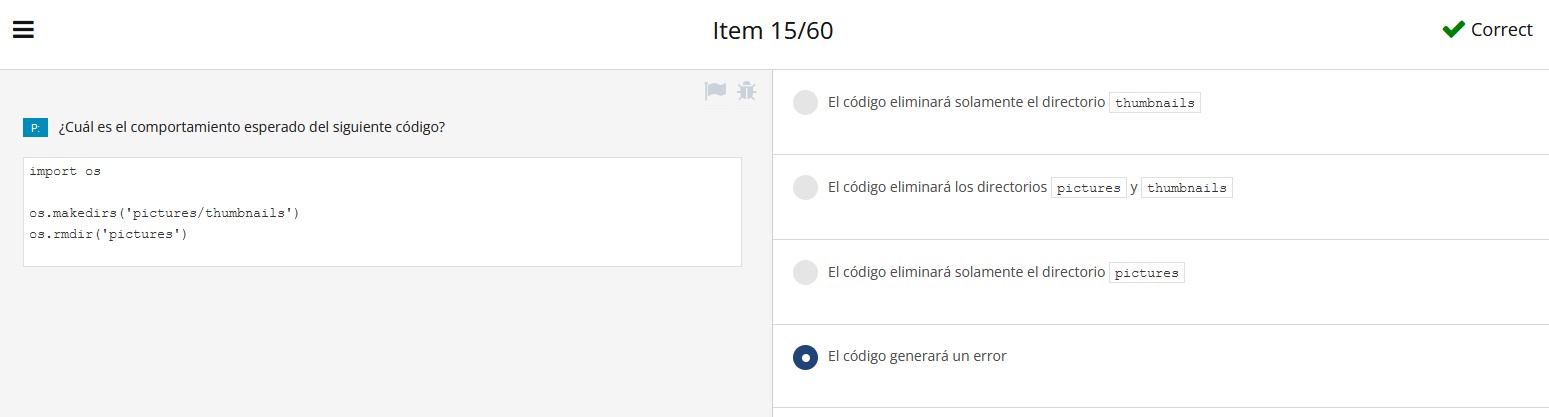 Item 15/60
Correct
P: ¿Cuál es el comportamiento esperado del siguiente código?
import os
os.makedirs('pictures/thumbnails')
os.rmdir('pictures')
El código eliminará solamente el directorio thumbnails
El código eliminará los directorios pictures y thumbnails
El código eliminará solamente el directorio pictures
El código generará un error